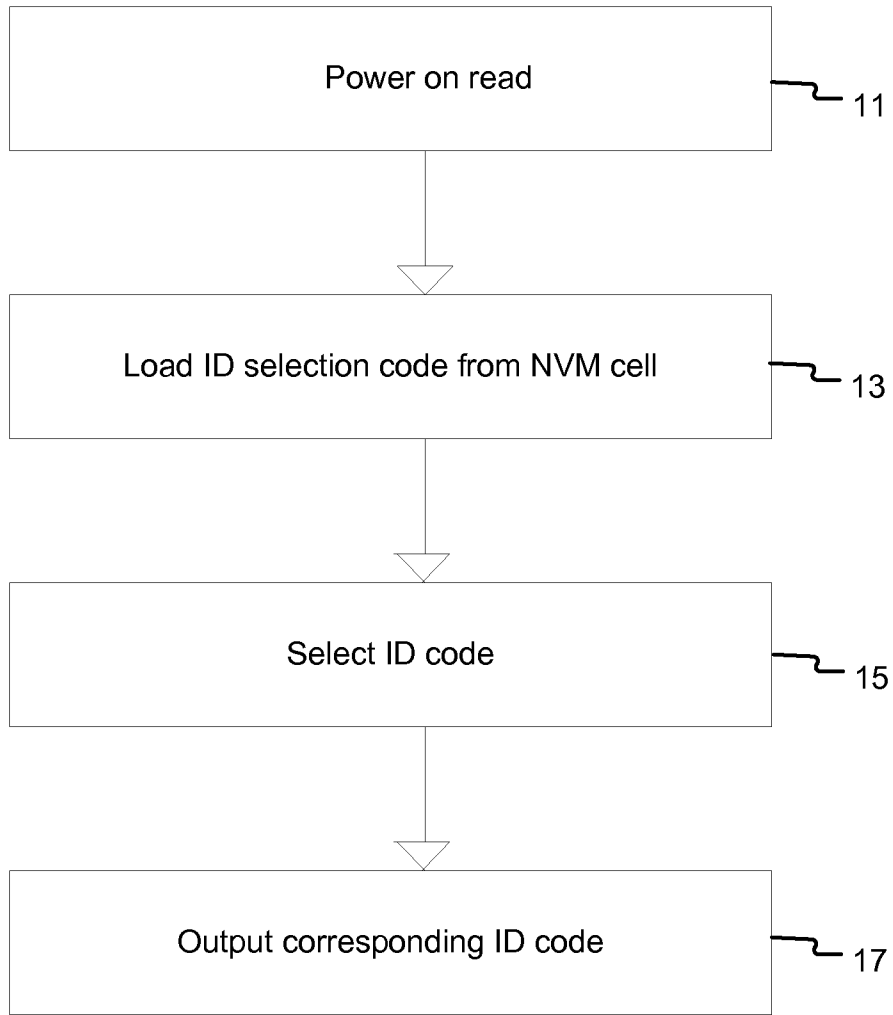 Power on read
11
Load ID selection code from NVM cell
13
Select ID code
15
Output corresponding ID code
17